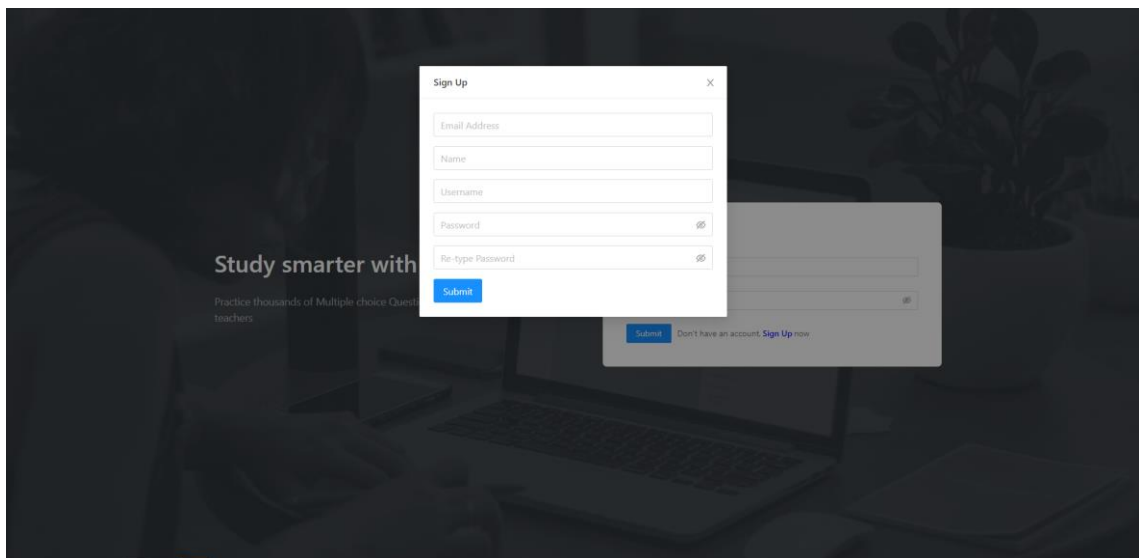 Sign Up
X
Email Address
Name
Username
Password
Re-type Password
Submit
Study smarter with
Practice thousands of Multiple choice Questi
teachers
Submit Don't have an account, Sign Up now